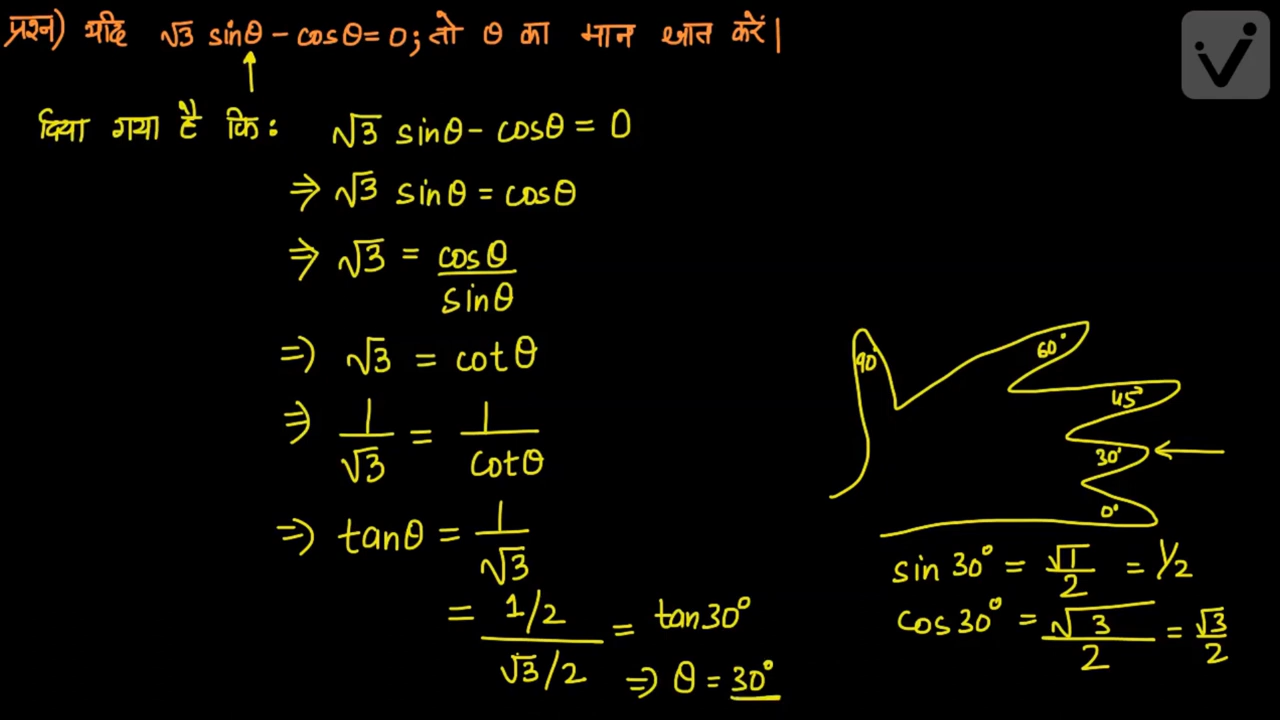 प्रश्न) यदि √3 sinθ - cosθ = 0; तो θ का मान ज्ञात करें|
दिया गया है कि: √3 sinθ - cosθ = 0
⇒ √3 sinθ = cosθ
⇒ √3 = cosθ / sinθ
⇒ √3 = cotθ
⇒ 1/√3 = 1/cotθ
⇒ tanθ = 1/√3
= (1/2)/(√3/2) = tan30°
⇒ θ = 30°
90°
60°
45°
30°
0°
sin 30° = √1/2 = 1/2
cos 30° = √3/2 = √3/2